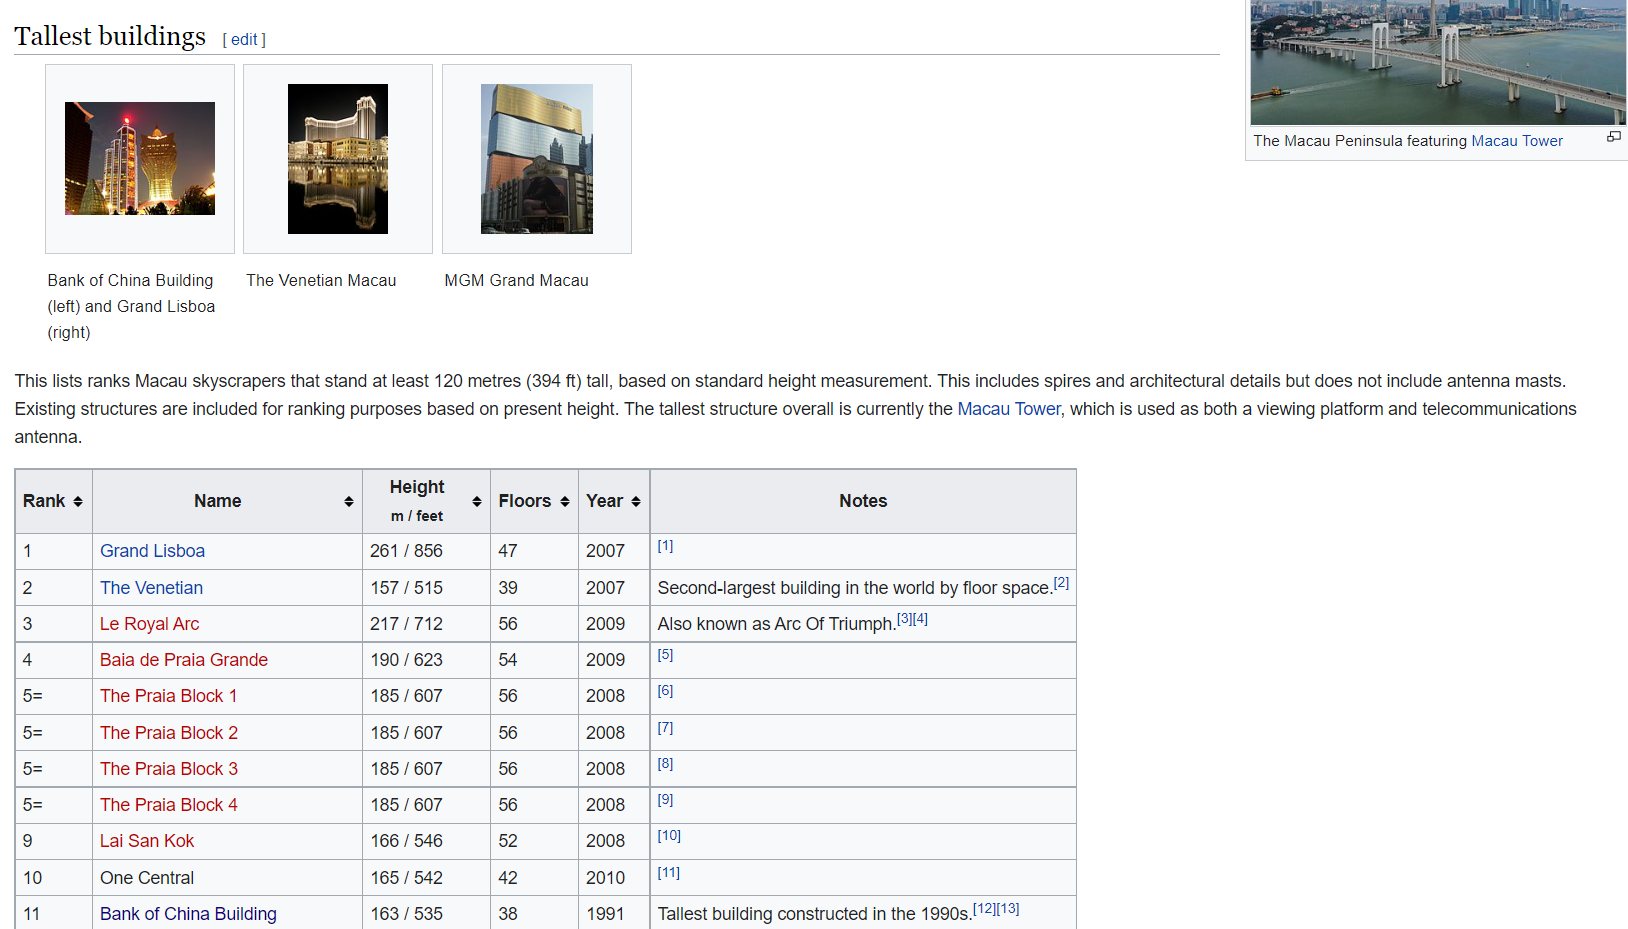 Tallest buildings [ edit ]
The Macau Peninsula featuring Macau Tower
Bank of China Building
(left) and Grand Lisboa
(right)
The Venetian Macau
MGM Grand Macau
This lists ranks Macau skyscrapers that stand at least 120 metres (394 ft) tall, based on standard height measurement. This includes spires and architectural details but does not include antenna masts.
Existing structures are included for ranking purposes based on present height. The tallest structure overall is currently the Macau Tower, which is used as both a viewing platform and telecommunications
antenna.
Rank Name Height m / feet Floors Year Notes
1 Grand Lisboa 261 / 856 47 2007 [1]
2 The Venetian 157 / 515 39 2007 Second-largest building in the world by floor space.[2]
3 Le Royal Arc 217 / 712 56 2009 Also known as Arc Of Triumph.[3][4]
4 Baia de Praia Grande 190 / 623 54 2009 [5]
5= The Praia Block 1 185 / 607 56 2008 [6]
5= The Praia Block 2 185 / 607 56 2008 [7]
5= The Praia Block 3 185 / 607 56 2008 [8]
5= The Praia Block 4 185 / 607 56 2008 [9]
9 Lai San Kok 166 / 546 52 2008 [10]
10 One Central 165 / 542 42 2010 [11]
11 Bank of China Building 163 / 535 38 1991 Tallest building constructed in the 1990s.[12][13]